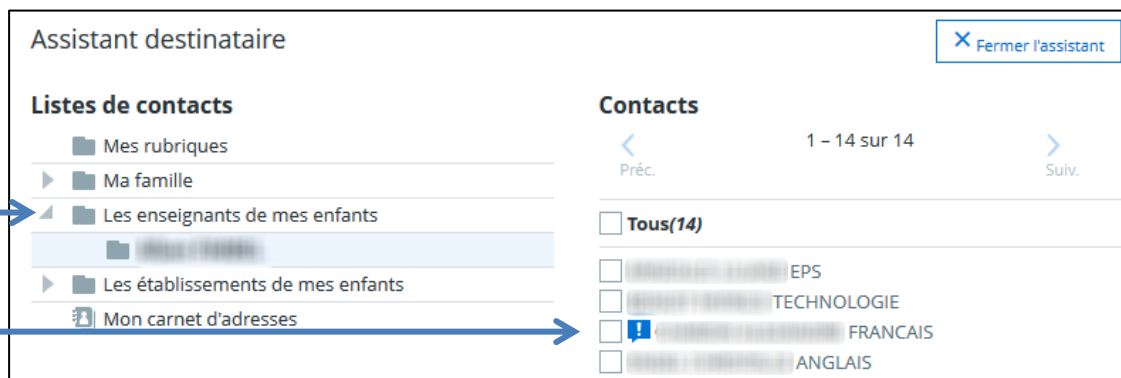 Assistant destinataire
Fermer l'assistant
Listes de contacts
Mes rubriques
Ma famille
Les enseignants de mes enfants
Les établissements de mes enfants
Mon carnet d'adresses
Contacts
1 – 14 sur 14
Préc.
Suiv.
Tous(14)
EPS
TECHNOLOGIE
FRANCAIS
ANGLAIS